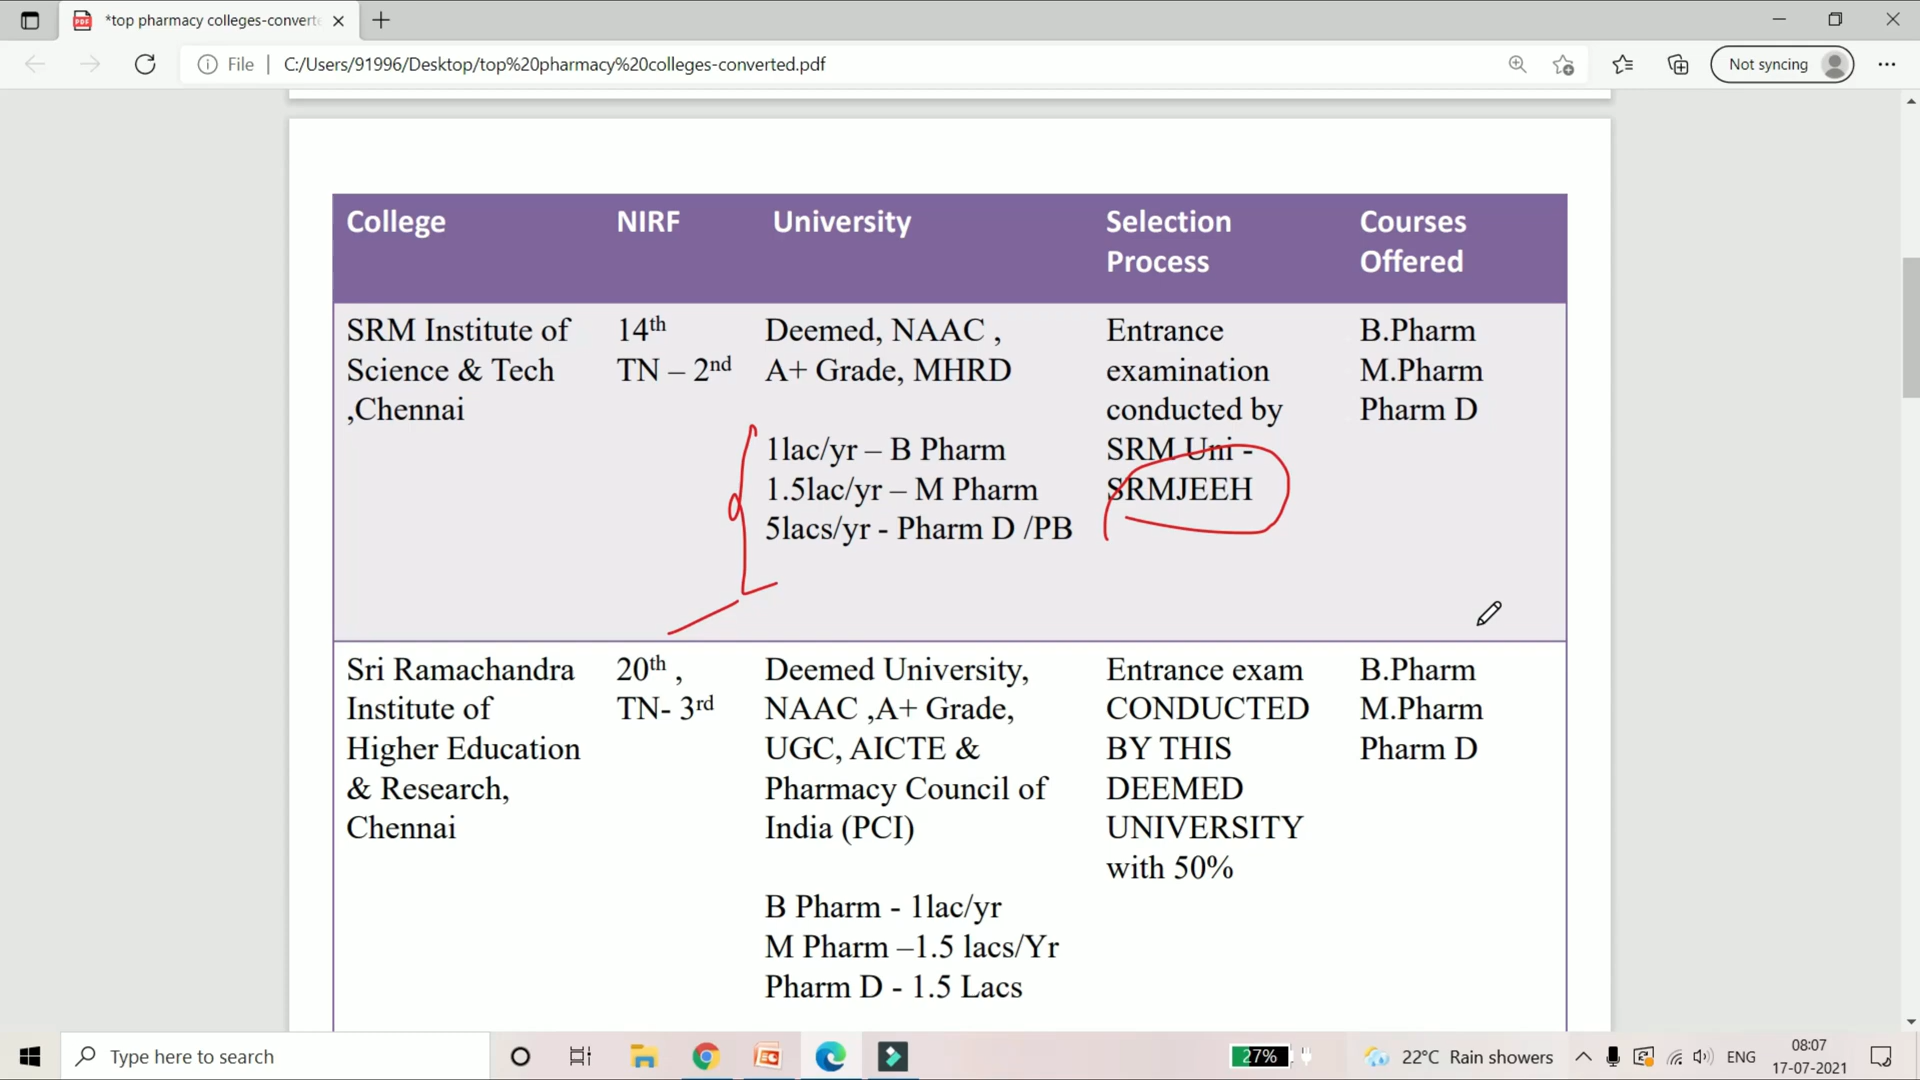 *top pharmacy colleges-converte
File
C:/Users/91996/Desktop/top%20pharmacy%20colleges-converted.pdf
Not syncing
College NIRF University Selection Process Courses Offered
SRM Institute of
Science & Tech
,Chennai
14th
TN – 2nd
Deemed, NAAC ,
A+ Grade, MHRD
1lac/yr – B Pharm
1.5lac/yr – M Pharm
5lacs/yr - Pharm D /PB
Entrance
examination
conducted by
SRM Uni -
SRMJEEH
B.Pharm
M.Pharm
Pharm D
Sri Ramachandra
Institute of
Higher Education
& Research,
Chennai
20th ,
TN- 3rd
Deemed University,
NAAC ,A+ Grade,
UGC, AICTE &
Pharmacy Council of
India (PCI)
B Pharm - 1lac/yr
M Pharm –1.5 lacs/Yr
Pharm D - 1.5 Lacs
Entrance exam
CONDUCTED
BY THIS
DEEMED
UNIVERSITY
with 50%
B.Pharm
M.Pharm
Pharm D
Type here to search
27%
22°C Rain showers
ENG
08:07
17-07-2021